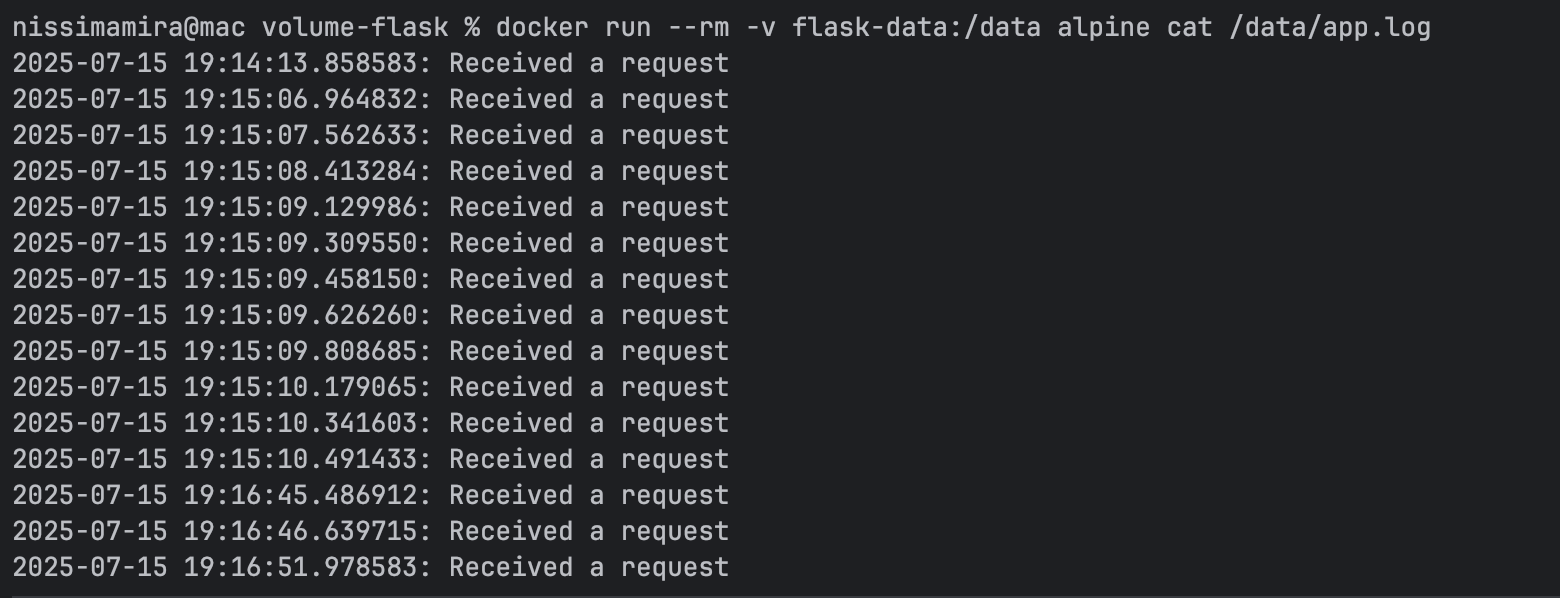 nissimamira@mac volume-flask % docker run --rm -v flask-data:/data alpine cat /data/app.log
2025-07-15 19:14:13.858583: Received a request
2025-07-15 19:15:06.964832: Received a request
2025-07-15 19:15:07.562633: Received a request
2025-07-15 19:15:08.413284: Received a request
2025-07-15 19:15:09.129986: Received a request
2025-07-15 19:15:09.309550: Received a request
2025-07-15 19:15:09.458150: Received a request
2025-07-15 19:15:09.626260: Received a request
2025-07-15 19:15:09.808685: Received a request
2025-07-15 19:15:10.179065: Received a request
2025-07-15 19:15:10.341603: Received a request
2025-07-15 19:15:10.491433: Received a request
2025-07-15 19:16:45.486912: Received a request
2025-07-15 19:16:46.639715: Received a request
2025-07-15 19:16:51.978583: Received a request